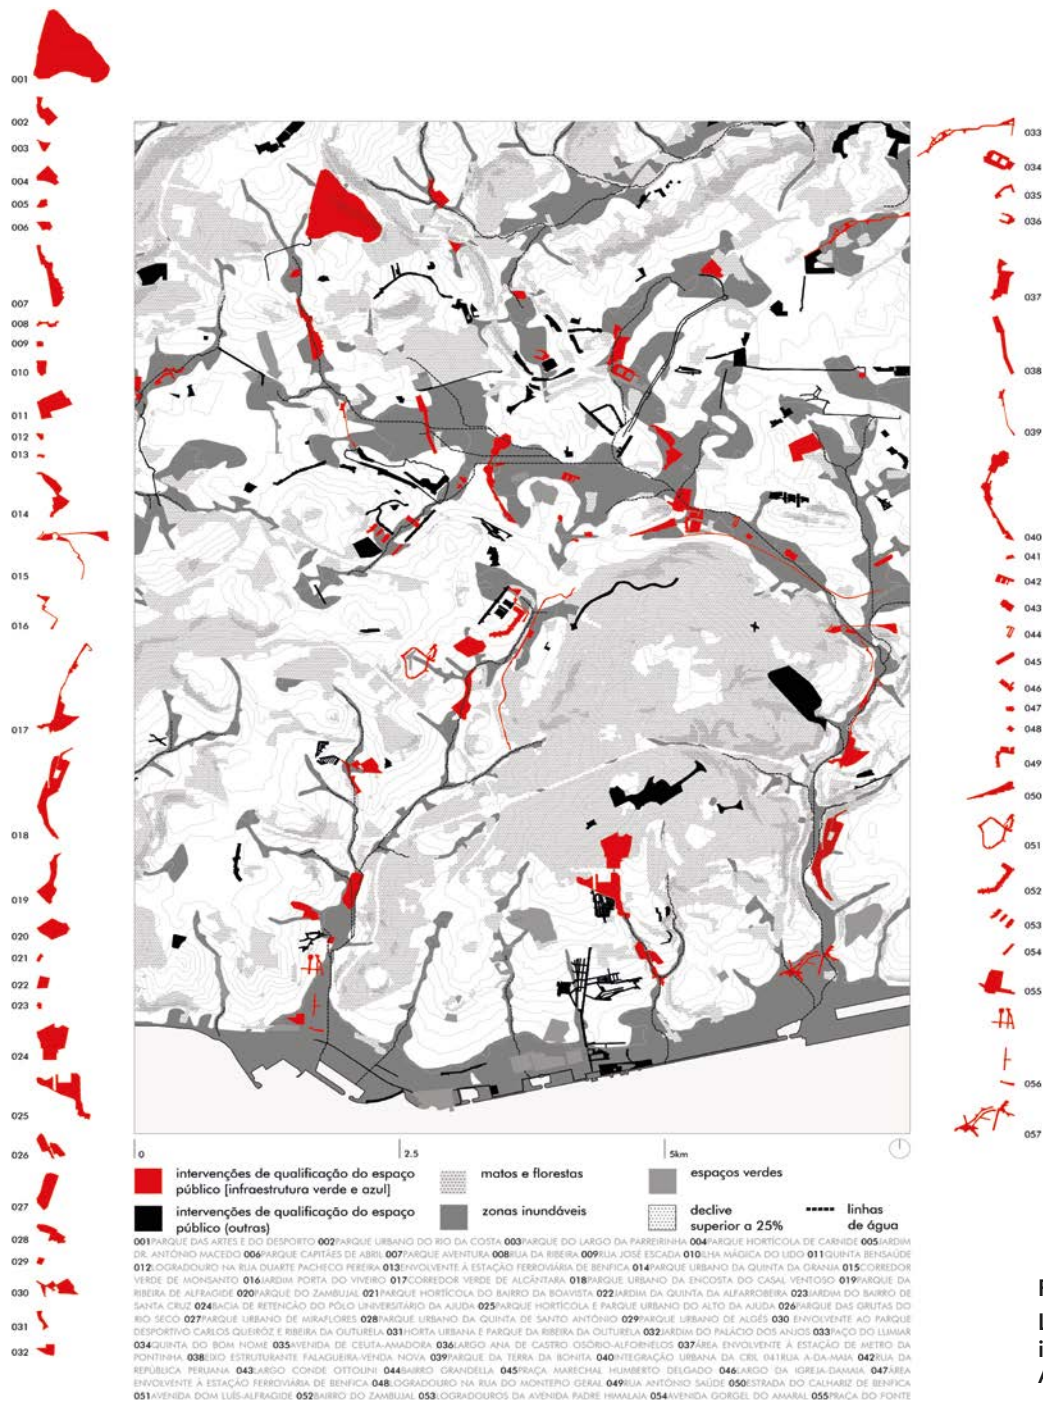 001
002
003
004
005
006
007
008
009
010
011
012
013
014
015
016
017
018
019
020
021
022
023
024
025
026
027
028
029
030
031
032
033
034
035
036
037
038
039
040
041
042
043
044
045
046
047
048
049
050
051
052
053
054
055
056
057
0
2.5
5km
intervenções de qualificação do espaço
público [infraestrutura verde e azul]
intervenções de qualificação do espaço
público (outras)
matos e florestas
zonas inundáveis
espaços verdes
declive
superior a 25%
linhas
de água
001PARQUE DAS ARTES E DO DESPORTO 002PARQUE URBANO DO RIO DA COSTA 003PARQUE DO LARGO DA PARREIRINHA 004PARQUE HORTÍCOLA DE CARNIDE 005JARDIM
DR. ANTÓNIO MACEDO 006PARQUE CAPITÃES DE ABRIL 007PARQUE AVENTURA 008RUA DA RIBEIRA 009RUA JOSÉ ESCADA 010ILHA MÁGICA DO LIDO 011QUINTA BENSAÚDE
012LOGRADOURO NA RUA DUARTE PACHECO PEREIRA 013ENVOLVENTE À ESTAÇÃO FERROVIÁRIA DE BENFICA 014PARQUE URBANO DA QUINTA DA GRANJA 015CORREDOR
VERDE DE MONSANTO 016JARDIM PORTA DO VIVEIRO 017CORREDOR VERDE DE ALCÂNTARA 018PARQUE URBANO DA ENCOSTA DO CASAL VENTOSO 019PARQUE DA
RIBEIRA DE ALFRAGIDE 020PARQUE DO ZAMBUJAL 021PARQUE HORTÍCOLA DO BAIRRO DA BOAVISTA 022JARDIM DA QUINTA DA ALFARROBEIRA 023JARDIM DO BAIRRO DE
SANTA CRUZ 024BACIA DE RETENCÃO DO PÓLO UNIVERSITÁRIO DA AJUDA 025PARQUE HORTÍCOLA E PARQUE URBANO DO ALTO DA AJUDA 026PARQUE DAS GRUTAS DO
RIO SECO 027PARQUE URBANO DE MIRAFLORES 028PARQUE URBANO DE QUINTA DE SANTO ANTÓNIO 029PARQUE URBANO DE ALGÉS 030 ENVOLVENTE AO PARQUE
DESPORTIVO CARLOS QUEIRÓZ E RIBEIRA DA OUTURELA 031HORTA URBANA E PARQUE DA RIBEIRA DA OUTURELA 032JARDIM DO PALÁCIO DOS ANJOS 033PAÇO DO LUMIAR
034QUINTA DO BOM NOME 035AVENIDA DE CEUTA-AMADORA 036LARGO ANA DE CASTRO OSÓRIO-ALFORNELOS 037ÁREA ENVOLVENTE À ESTAÇÃO DE METRO DA
PONTINHA 038EIXO ESTRUTURANTE FALAGUEIRA-VENDA NOVA 039PARQUE DA TERRA DA BONITA 040INTEGRAÇÃO URBANA DA CRIL 041RUA A-DA-MAIA 042RUA DA
REPÚBLICA PERUANA 043LARGO CONDE OSTOLINI 044BAIRRO GRANDELLA 045PRAÇA MARECHAL HUMBERTO DELGADO 046LARGO DA IGREJA-DAMAIA 047ÁREA
ENVOLVENTE À ESTAÇÃO FERROVIÁRIA DE BENFICA 048LOGRADOURO NA RUA DO MONTEPIO GERAL 049RUA ANTÓNIO SAÚDE 050ESTRADA DO CALHARIZ DE BENFICA
051AVENIDA DOM LUÍS-ALFRAGIDE 052BAIRRO DO ZAMBUJAL 053LOGRADOUROS DA AVENIDA PADRE HIMALAIA 054AVENIDA GORGEL DO AMARAL 055PRAÇA DO FONTE